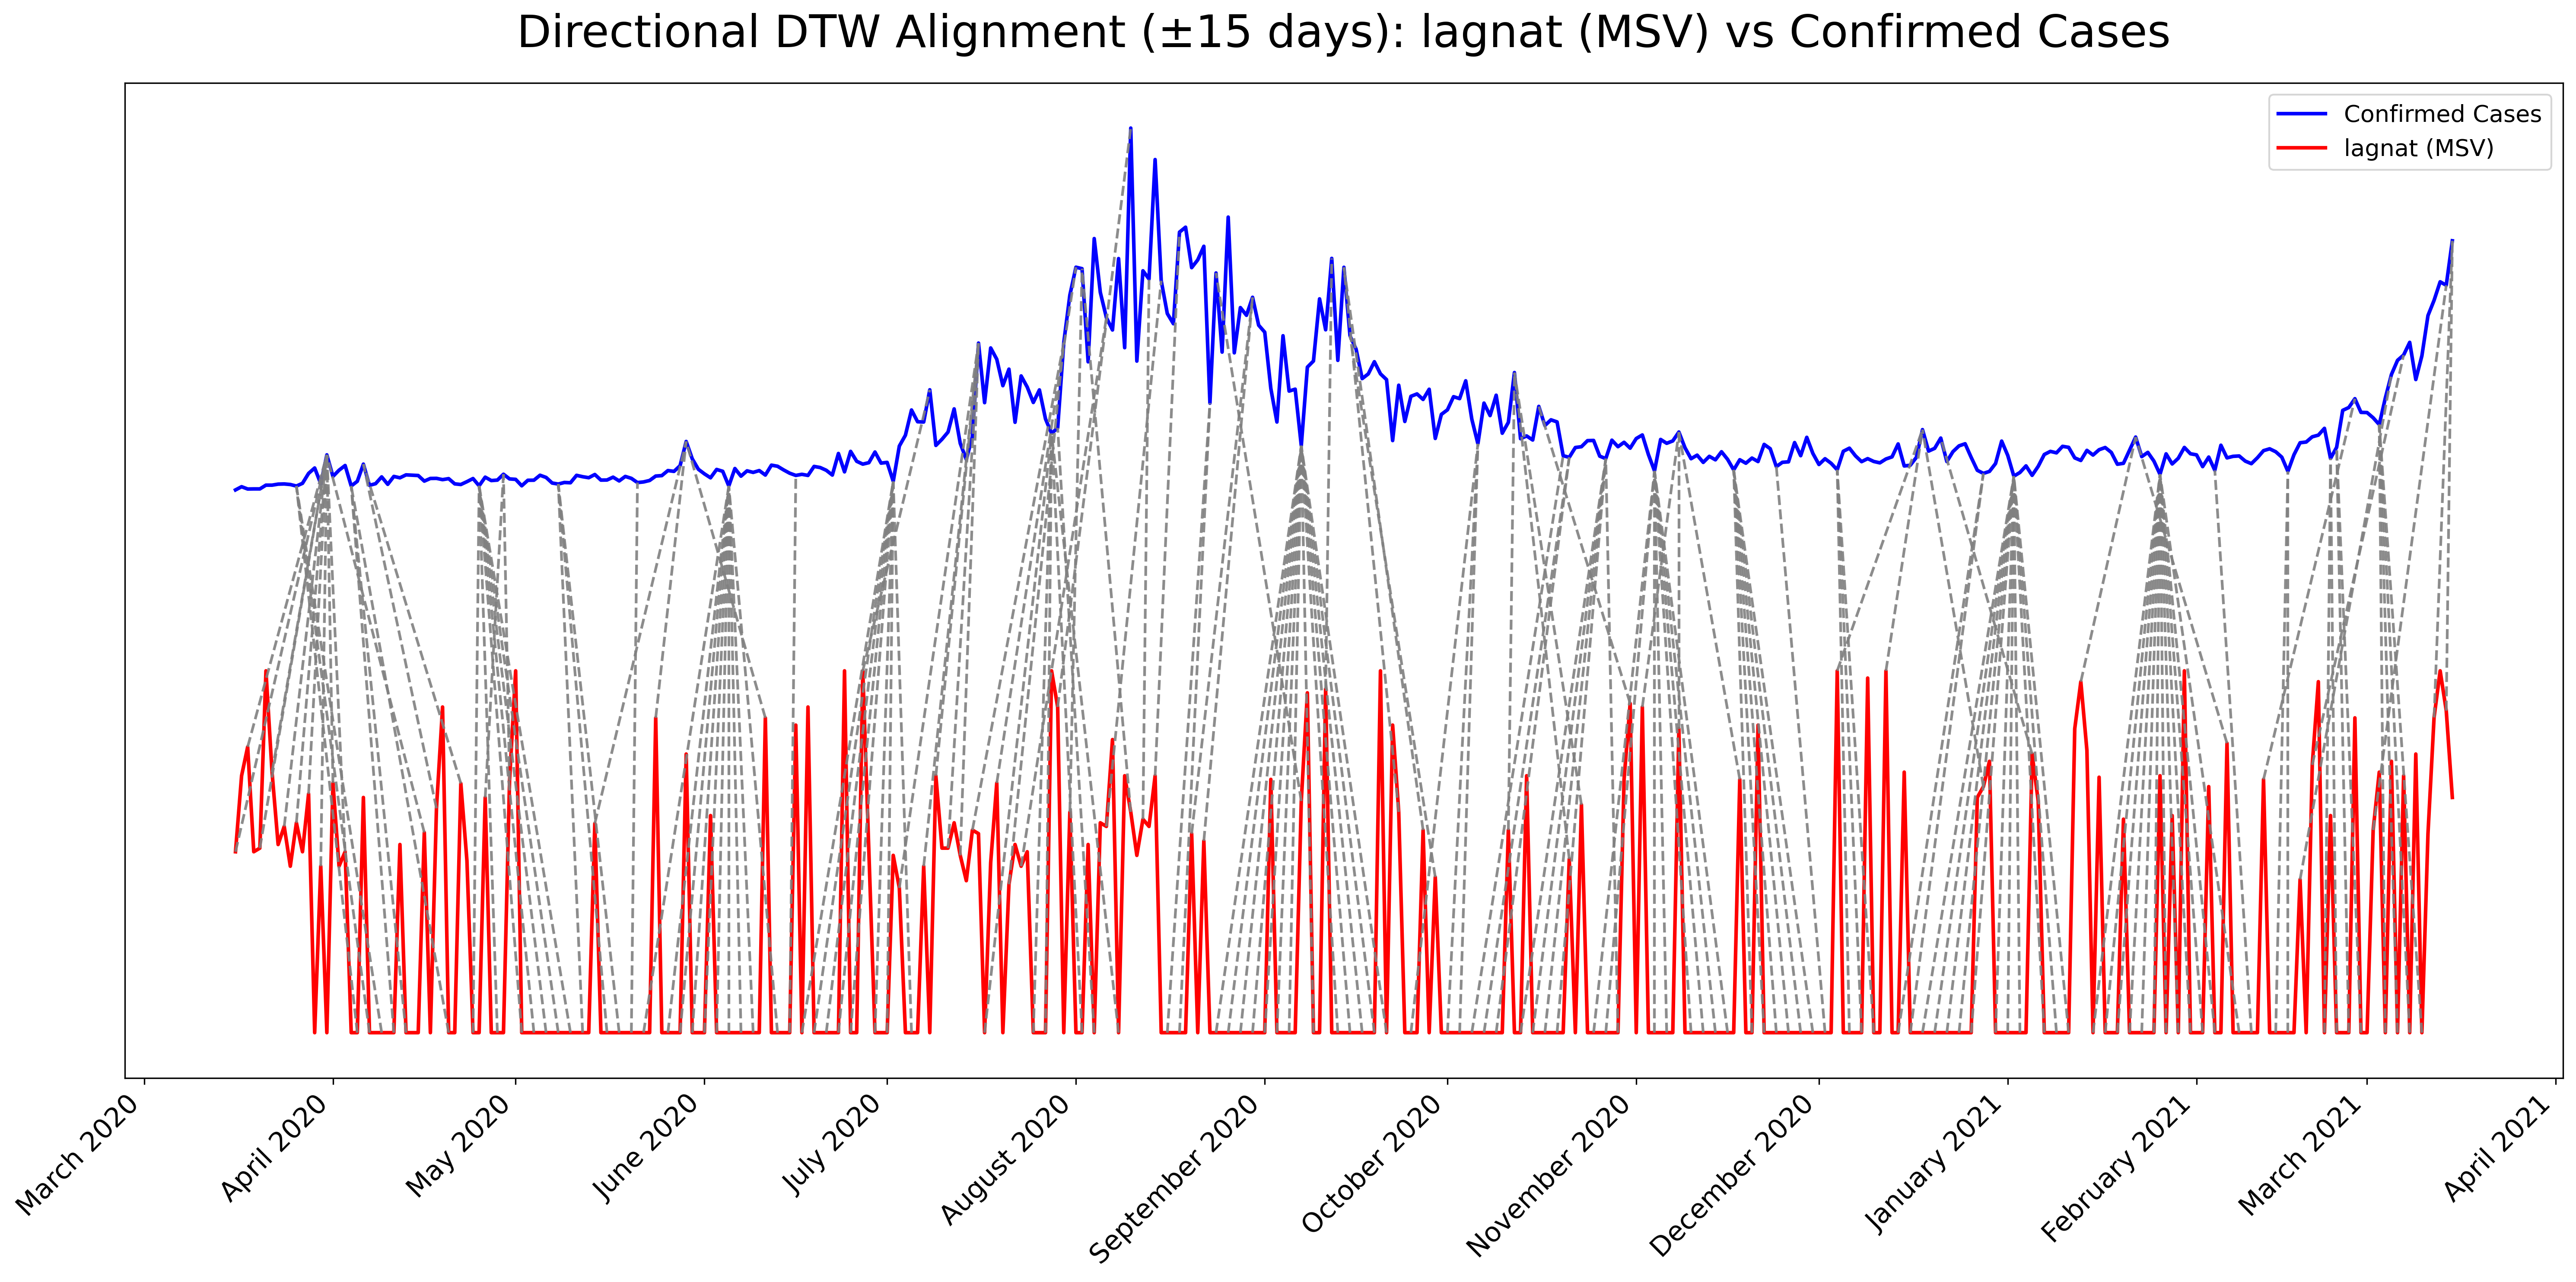 Directional DTW Alignment (±15 days): lagnat (MSV) vs Confirmed Cases
Confirmed Cases
lagnat (MSV)
March 2020
April 2020
May 2020
June 2020
July 2020
August 2020
September 2020
October 2020
November 2020
December 2020
January 2021
February 2021
March 2021
April 2021